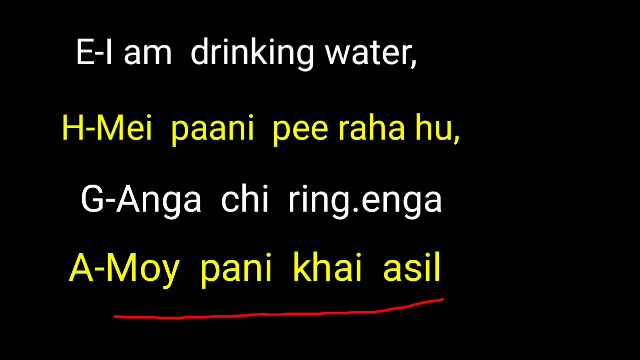 E-I am drinking water,
H-Mei paani pee raha hu,
G-Anga chi ring.enga
A-Moy pani khai asil